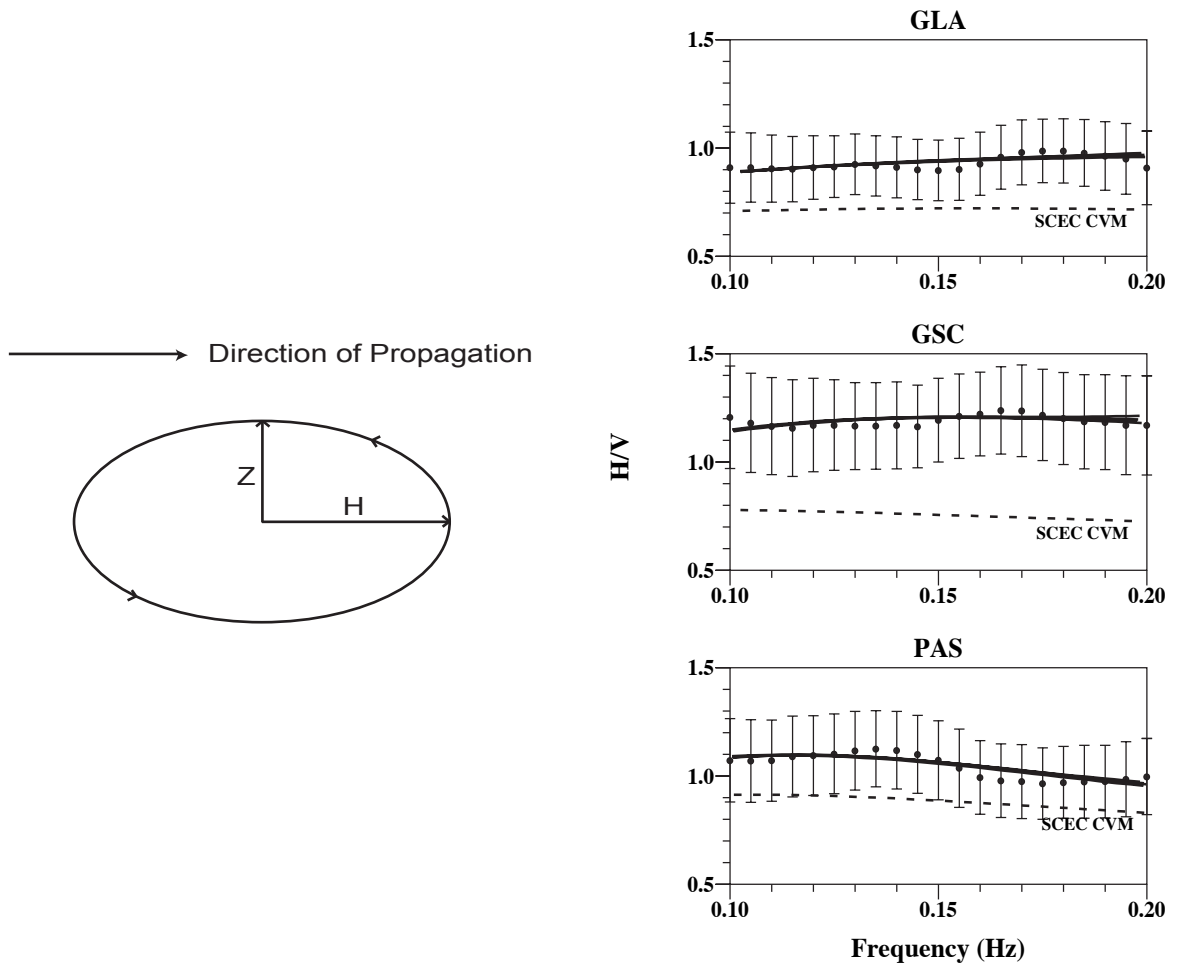 Direction of Propagation
Z
H
H/V
GLA
1.5
1.0
0.5
SCEC CVM
0.10 0.15 0.20
GSC
1.5
1.0
0.5
SCEC CVM
0.10 0.15 0.20
PAS
1.5
1.0
0.5
SCEC CVM
0.10 0.15 0.20
Frequency (Hz)